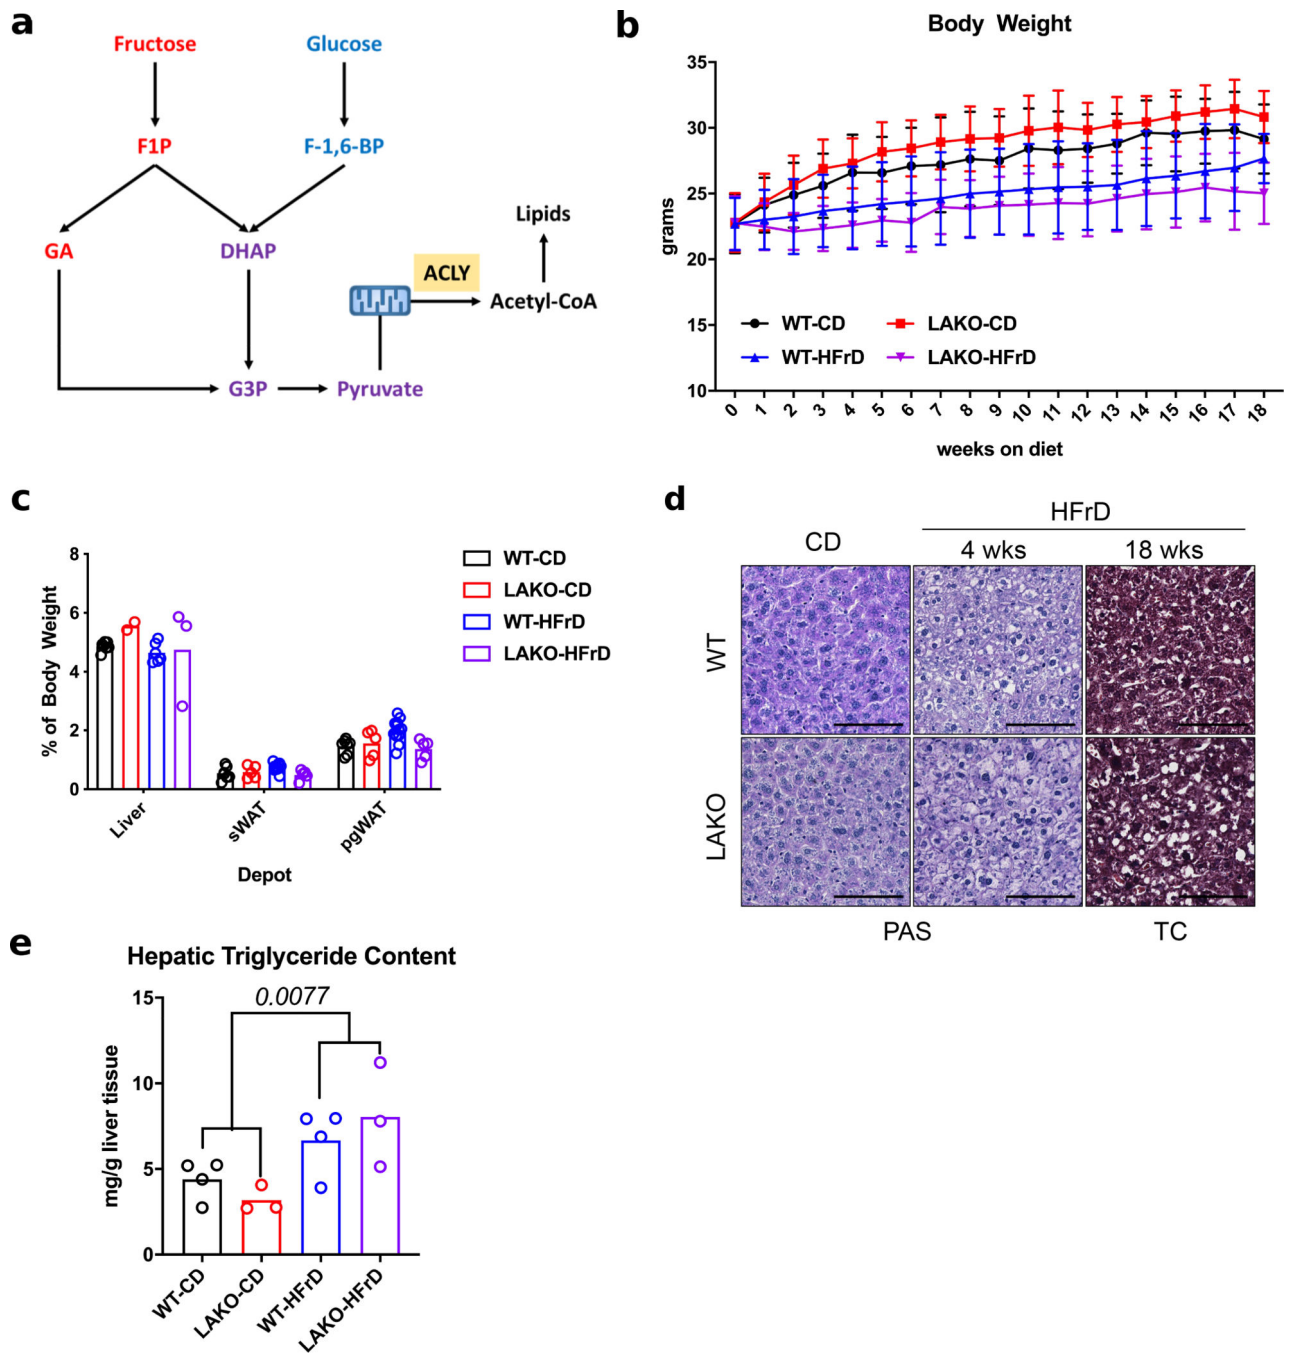 a
Fructose
Glucose
F1P
F-1,6-BP
GA
DHAP
Lipids
ACLY
Acetyl-CoA
G3P
Pyruvate
b
Body Weight
grams
35
30
25
20
15
10
WT-CD
LAKO-CD
WT-HFrD
LAKO-HFrD
0 1 2 3 4 5 6 7 8 9 10 11 12 13 14 15 16 17 18
weeks on diet
c
% of Body Weight
8
6
4
2
0
Liver
sWAT
pgWAT
Depot
WT-CD
LAKO-CD
WT-HFrD
LAKO-HFrD
d
HFrD
CD
4 wks
18 wks
WT
LAKO
PAS
TC
e
Hepatic Triglyceride Content
0.0077
mg/g liver tissue
15
10
5
0
WT-CD
LAKO-CD
WT-HFrD
LAKO-HFrD